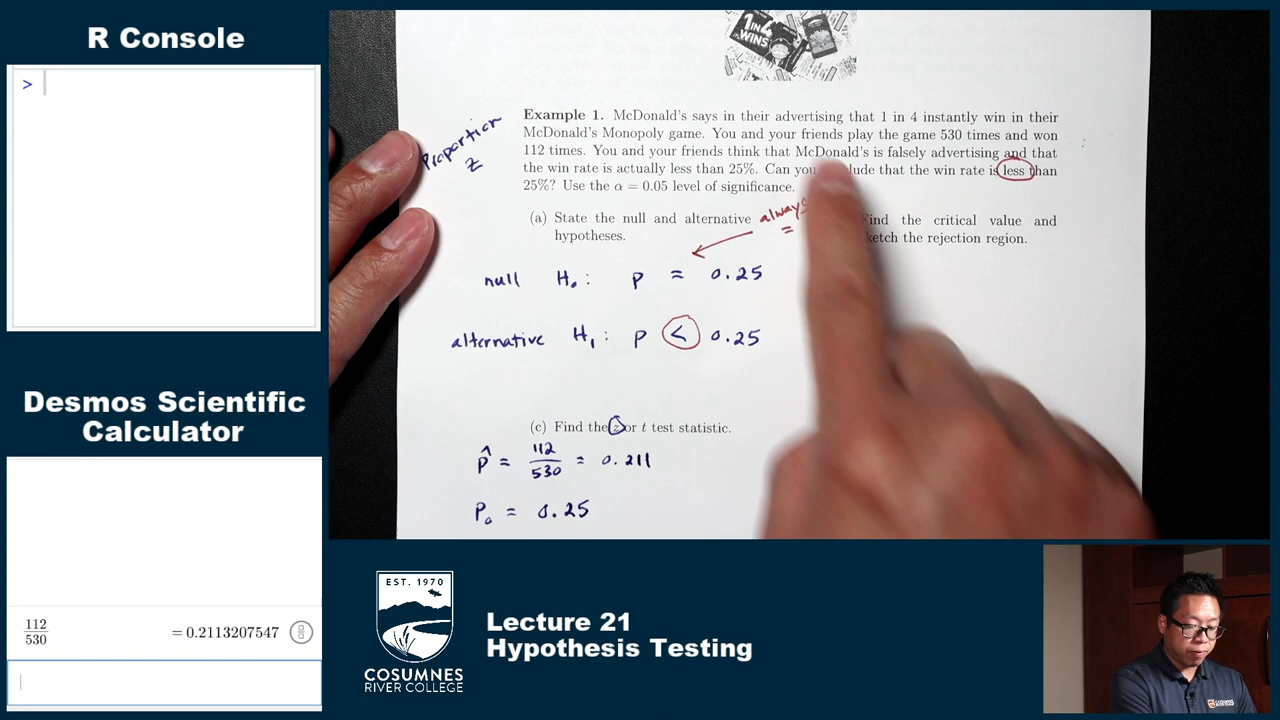 R Console
>
Desmos Scientific
Calculator
112
530
= 0.2113207547
1 IN 4
WINS
Proportion
z
Example 1. McDonald's says in their advertising that 1 in 4 instantly win in their
McDonald's Monopoly game. You and your friends play the game 530 times and won
112 times. You and your friends think that McDonald's is falsely advertising and that
the win rate is actually less than 25%. Can you lude that the win rate is less than
25%? Use the α = 0.05 level of significance.
(a) State the null and alternative
hypotheses.
always
=
Find the critical value and
sketch the rejection region.
null H₀: p = 0.25
alternative H₁: p < 0.25
(c) Find the z or t test statistic.
p̂ = 112/530 = 0.211
P₀ = 0.25
EST. 1970
COSUMNES
RIVER COLLEGE
Lecture 21
Hypothesis Testing